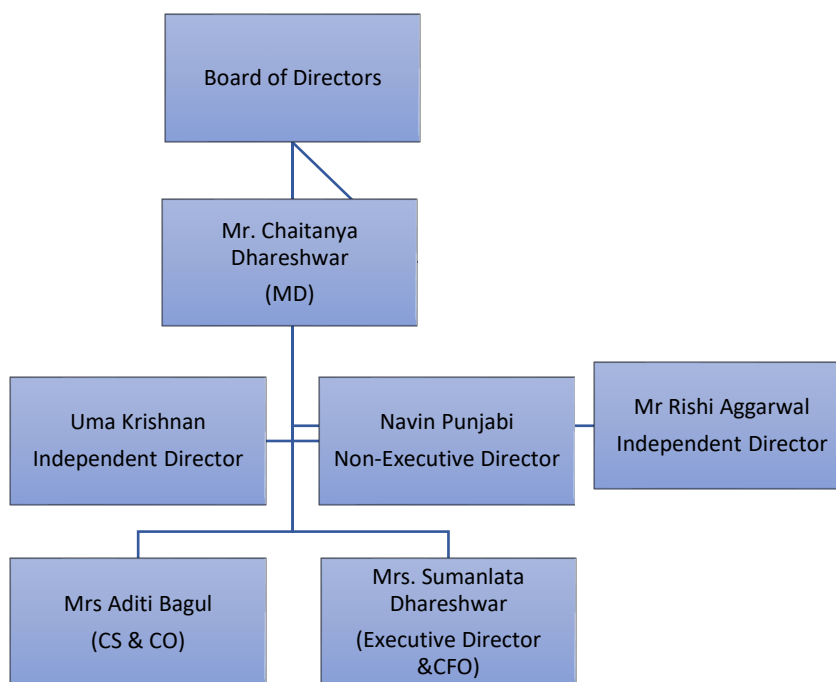 Board of Directors
Mr. Chaitanya
Dhareshwar
(MD)
Uma Krishnan
Independent Director
Navin Punjabi
Non-Executive Director
Mr Rishi Aggarwal
Independent Director
Mrs Aditi Bagul
(CS & CO)
Mrs. Sumanlata
Dhareshwar
(Executive Director
&CFO)